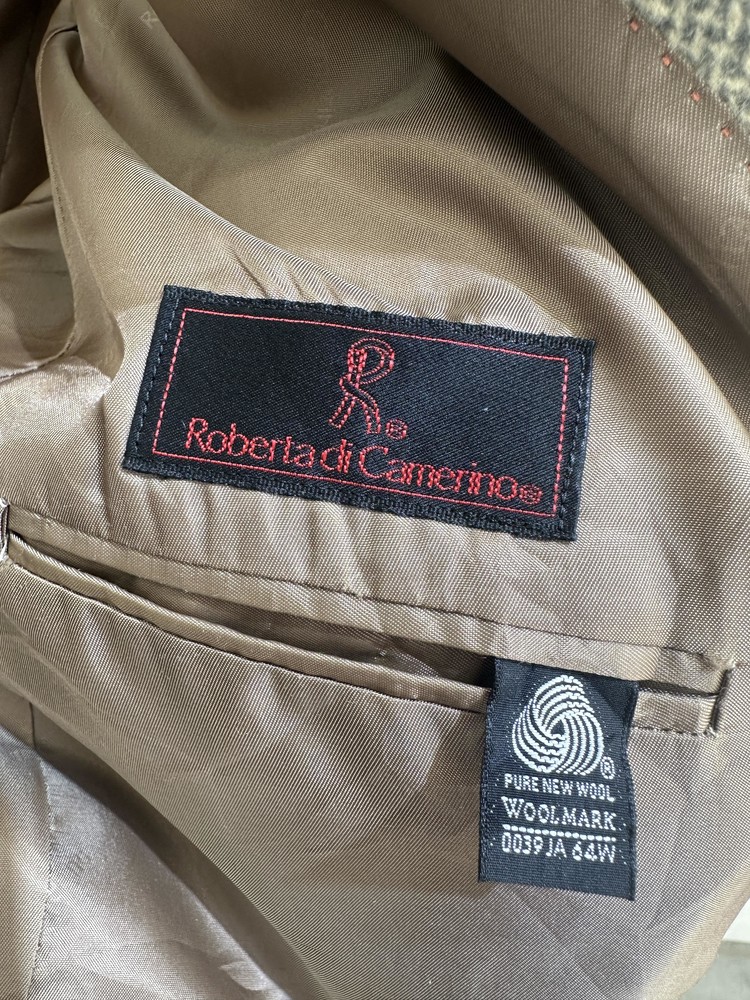 R®
Roberta di Camerino®
®
PURE NEW WOOL
WOOLMARK
0039 JA 64W